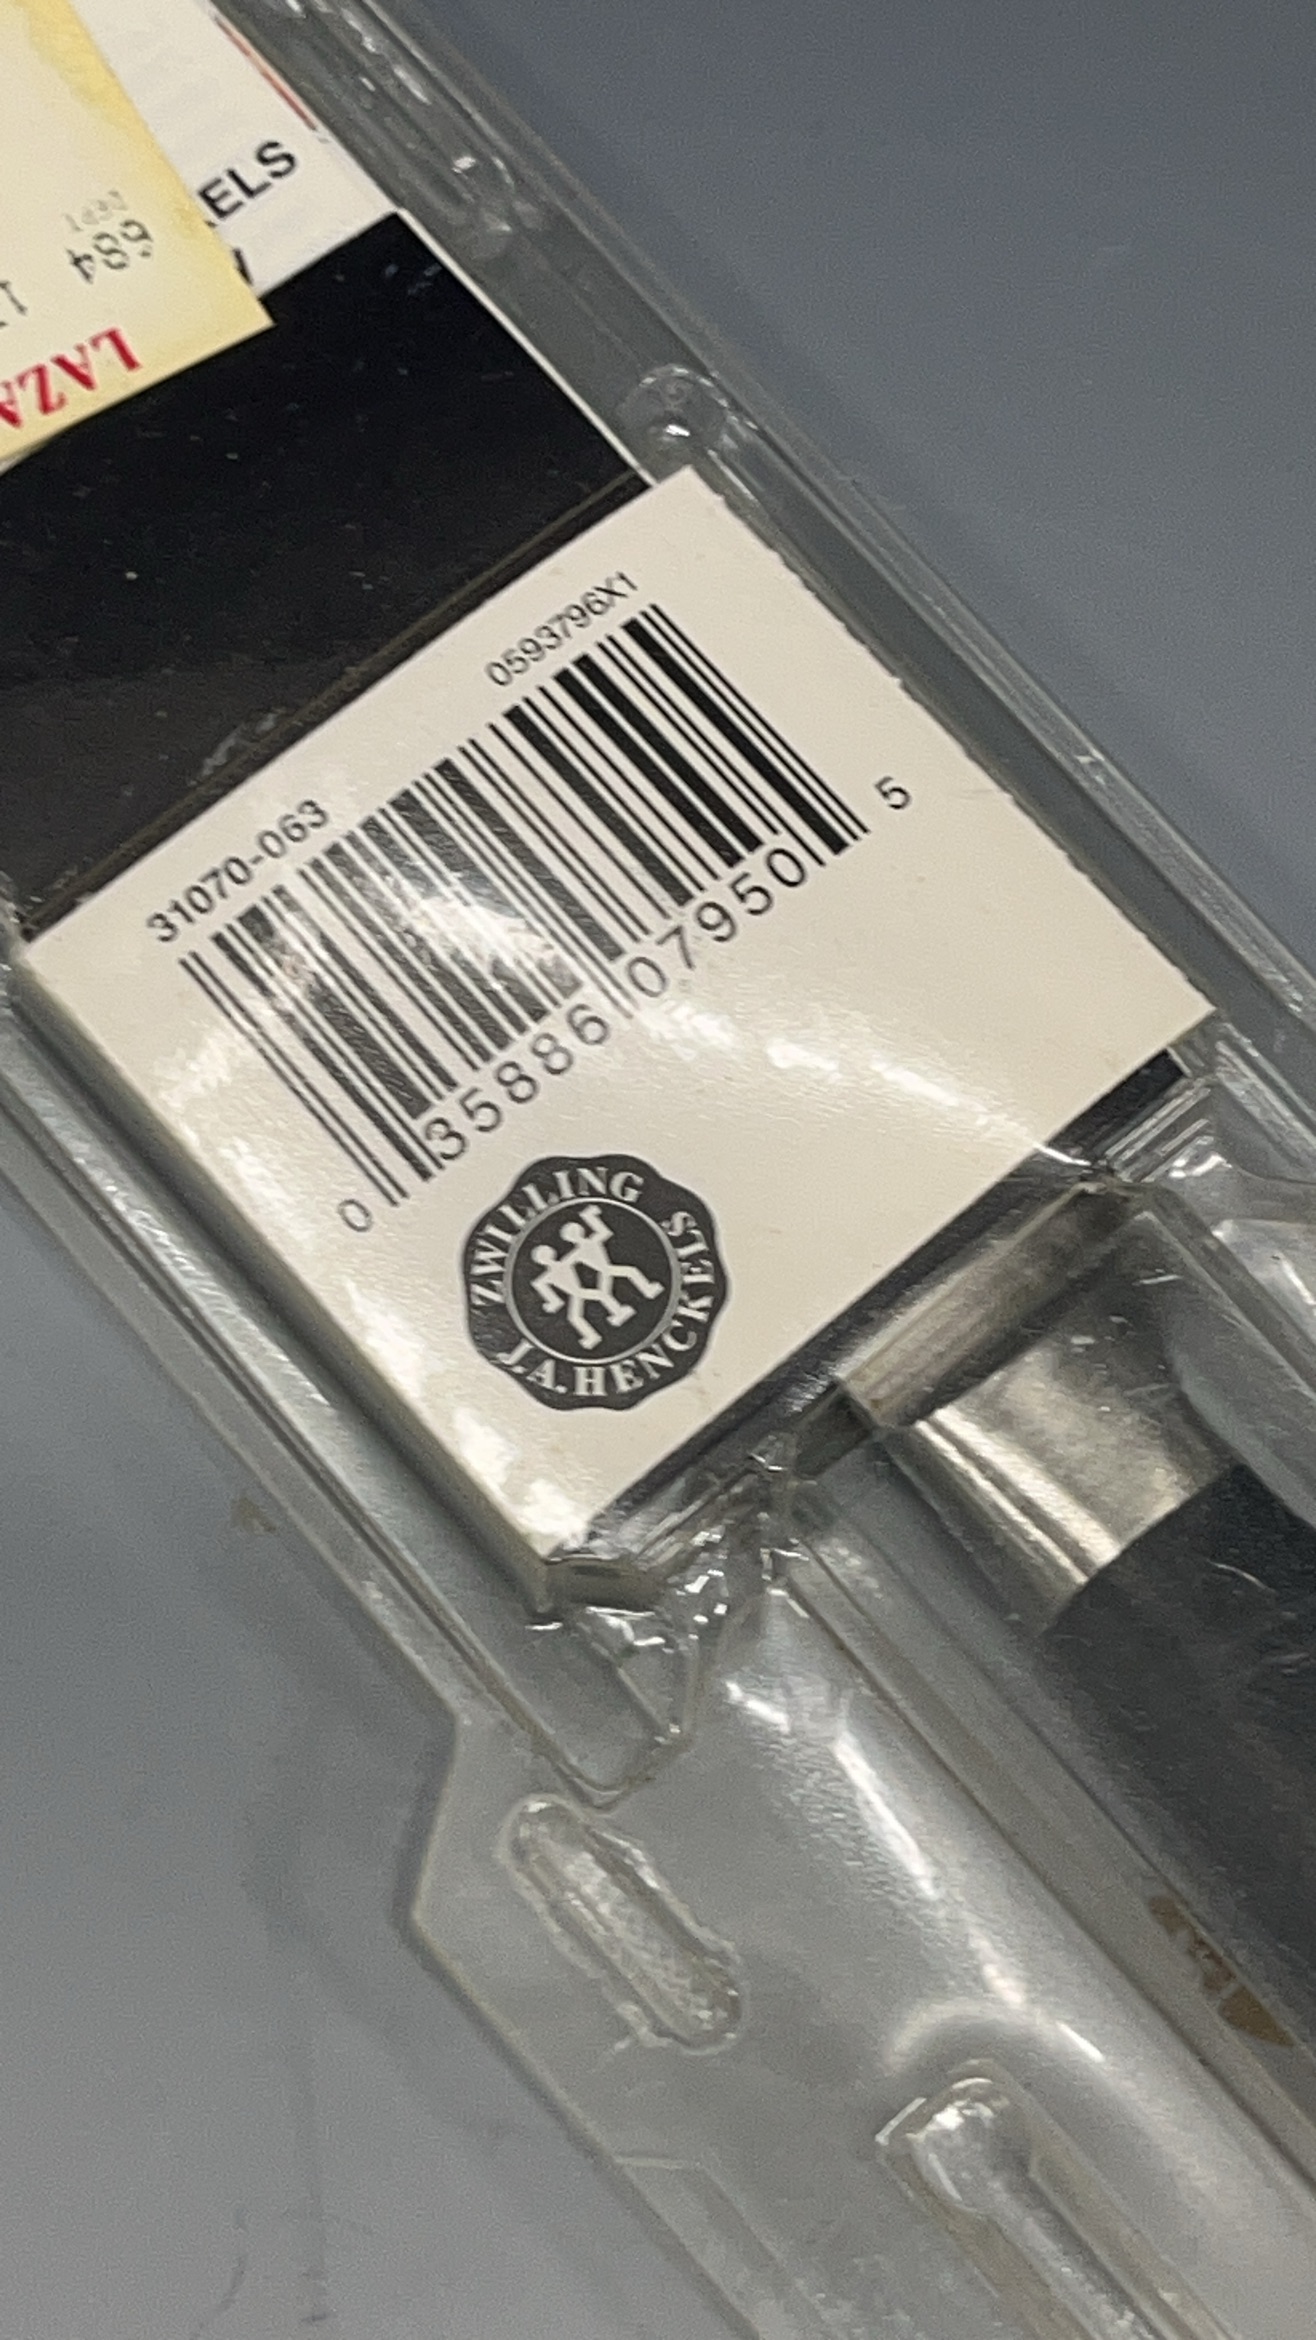 684
LAZA
ELS
31070-063
0593796X1
0 35886 07950 5
ZWILLING
J.A. HENCKELS